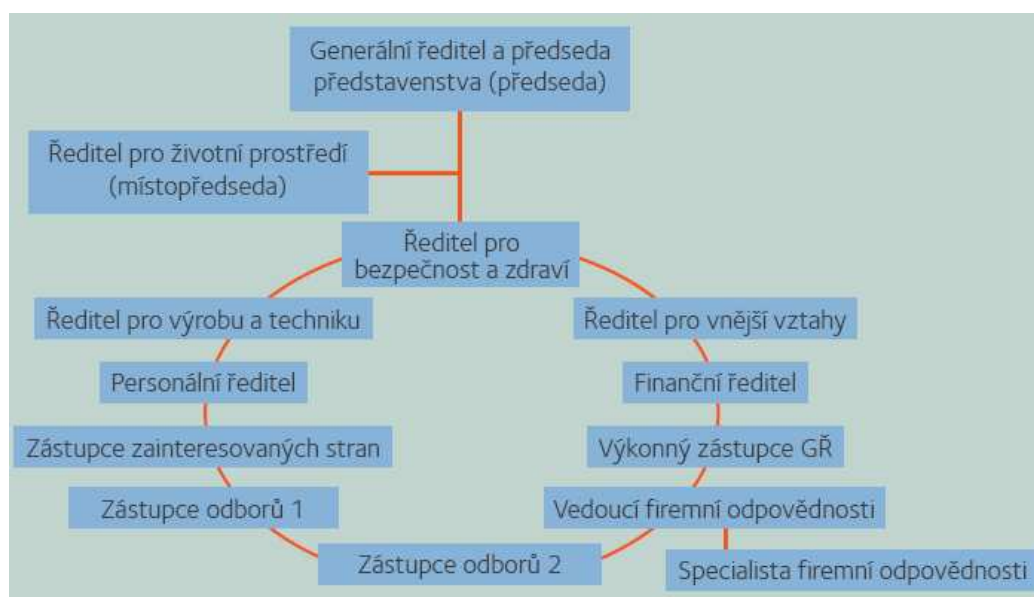 Generální ředitel a předseda
představenstva (předseda)
Ředitel pro životní prostředí
(místopředseda)
Ředitel pro
bezpečnost a zdraví
Ředitel pro výrobu a techniku
Ředitel pro vnější vztahy
Personální ředitel
Finanční ředitel
Zástupce zainteresovaných stran
Výkonný zástupce GŘ
Zástupce odborů 1
Vedoucí firemní odpovědnosti
Zástupce odborů 2
Specialista firemní odpovědnosti